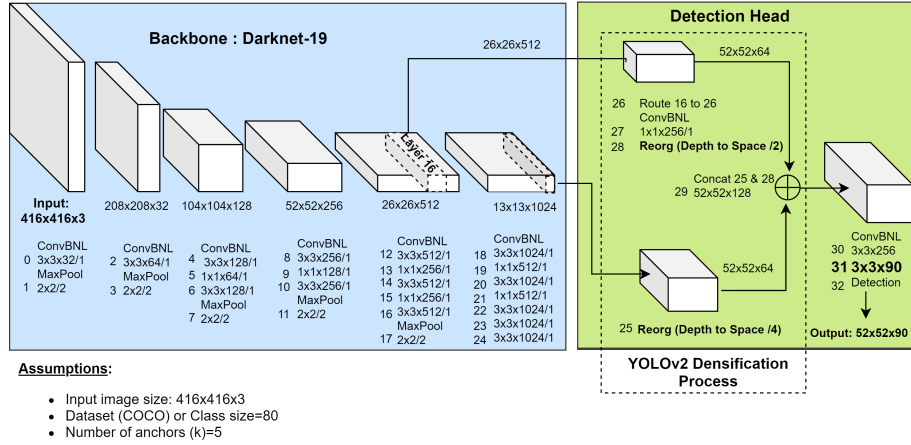 Backbone : Darknet-19
Detection Head
26x26x512
52x52x64
Layer 16
26 Route 16 to 26
ConvBNL
27 1x1x256/1
28 Reorg (Depth to Space /2)
Concat 25 & 28
29 52x52x128
52x52x64
25 Reorg (Depth to Space /4)
Input:
416x416x3
208x208x32
104x104x128
52x52x256
26x26x512
13x13x1024
ConvBNL
0 3x3x32/1
MaxPool
1 2x2/2
ConvBNL
2 3x3x64/1
MaxPool
3 2x2/2
ConvBNL
4 3x3x128/1
5 1x1x64/1
6 3x3x128/1
MaxPool
7 2x2/2
ConvBNL
8 3x3x256/1
9 1x1x128/1
10 3x3x256/1
MaxPool
11 2x2/2
ConvBNL
12 3x3x512/1
13 1x1x256/1
14 3x3x512/1
15 1x1x256/1
16 3x3x512/1
MaxPool
17 2x2/2
ConvBNL
18 3x3x1024/1
19 1x1x512/1
20 3x3x1024/1
21 1x1x512/1
22 3x3x1024/1
23 3x3x1024/1
24 3x3x1024/1
ConvBNL
30 3x3x256
31 3x3x90
32 Detection
Output: 52x52x90
YOLOv2 Densification
Process
Assumptions:
• Input image size: 416x416x3
• Dataset (COCO) or Class size=80
• Number of anchors (k)=5